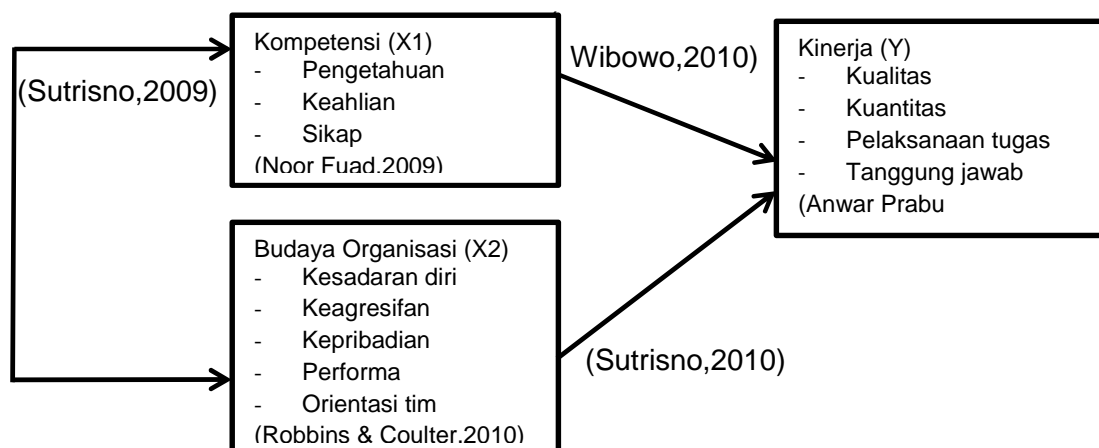 Kompetensi (X1)
- Pengetahuan
- Keahlian
- Sikap
(Noor Fuad.2009)
(Sutrisno,2009)
Wibowo,2010)
Kinerja (Y)
- Kualitas
- Kuantitas
- Pelaksanaan tugas
- Tanggung jawab
(Anwar Prabu
Budaya Organisasi (X2)
- Kesadaran diri
- Keagresifan
- Kepribadian
- Performa
- Orientasi tim
(Robbins & Coulter.2010)
(Sutrisno,2010)